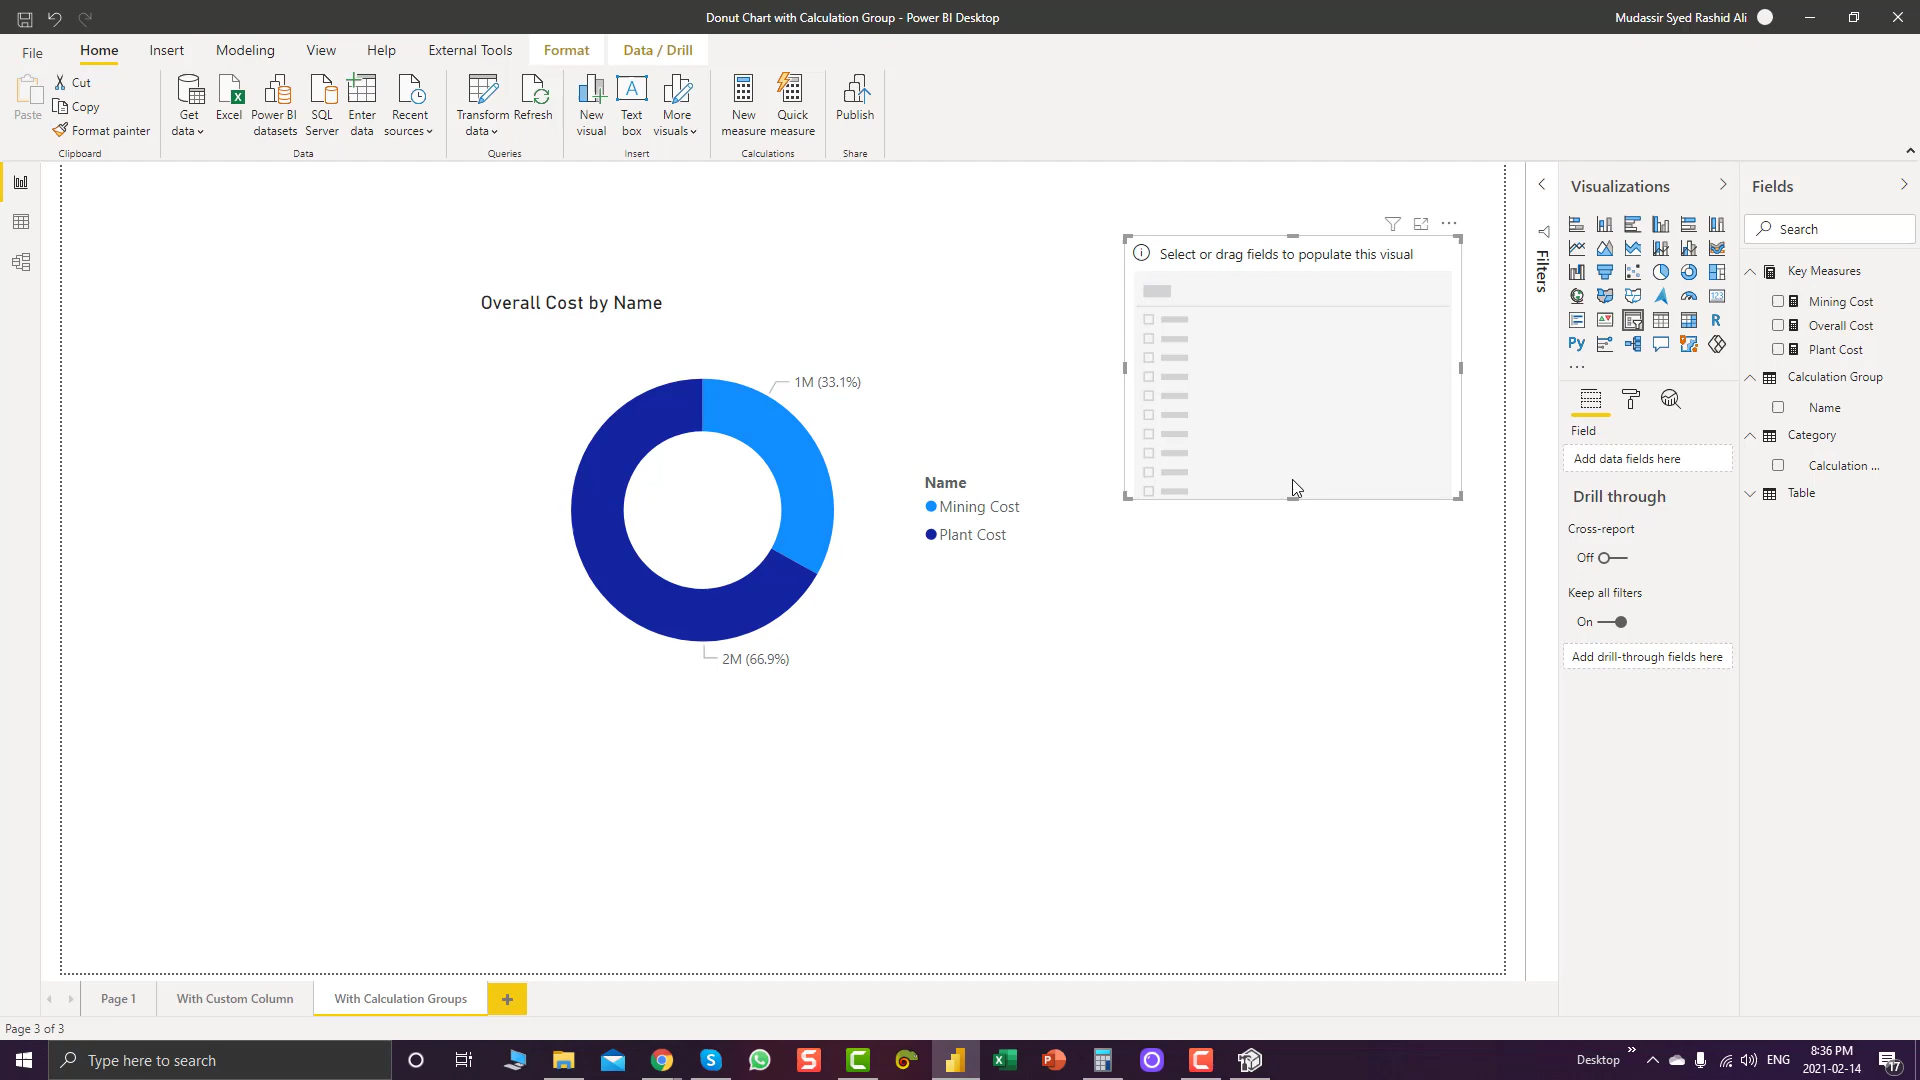 Donut Chart with Calculation Group - Power BI Desktop
Mudassir Syed Rashid Ali
File
Home
Insert
Modeling
View
Help
External Tools
Format
Data / Drill
Paste
Cut
Copy
Format painter
Clipboard
Get data
Excel
Power BI datasets
SQL Server
Enter data
Recent sources
Data
Transform data
Refresh
Queries
New visual
Text box
More visuals
Insert
New measure
Quick measure
Calculations
Publish
Share
Overall Cost by Name
1M (33.1%)
2M (66.9%)
Name
Mining Cost
Plant Cost
Select or drag fields to populate this visual
Filters
Visualizations
R
Py
Field
Add data fields here
Drill through
Cross-report
Off
Keep all filters
On
Add drill-through fields here
Fields
Search
Key Measures
Mining Cost
Overall Cost
Plant Cost
Calculation Group
Name
Category
Calculation ...
Table
Page 1
With Custom Column
With Calculation Groups
Page 3 of 3
Type here to search
Desktop
ENG
8:36 PM
2021-02-14
17